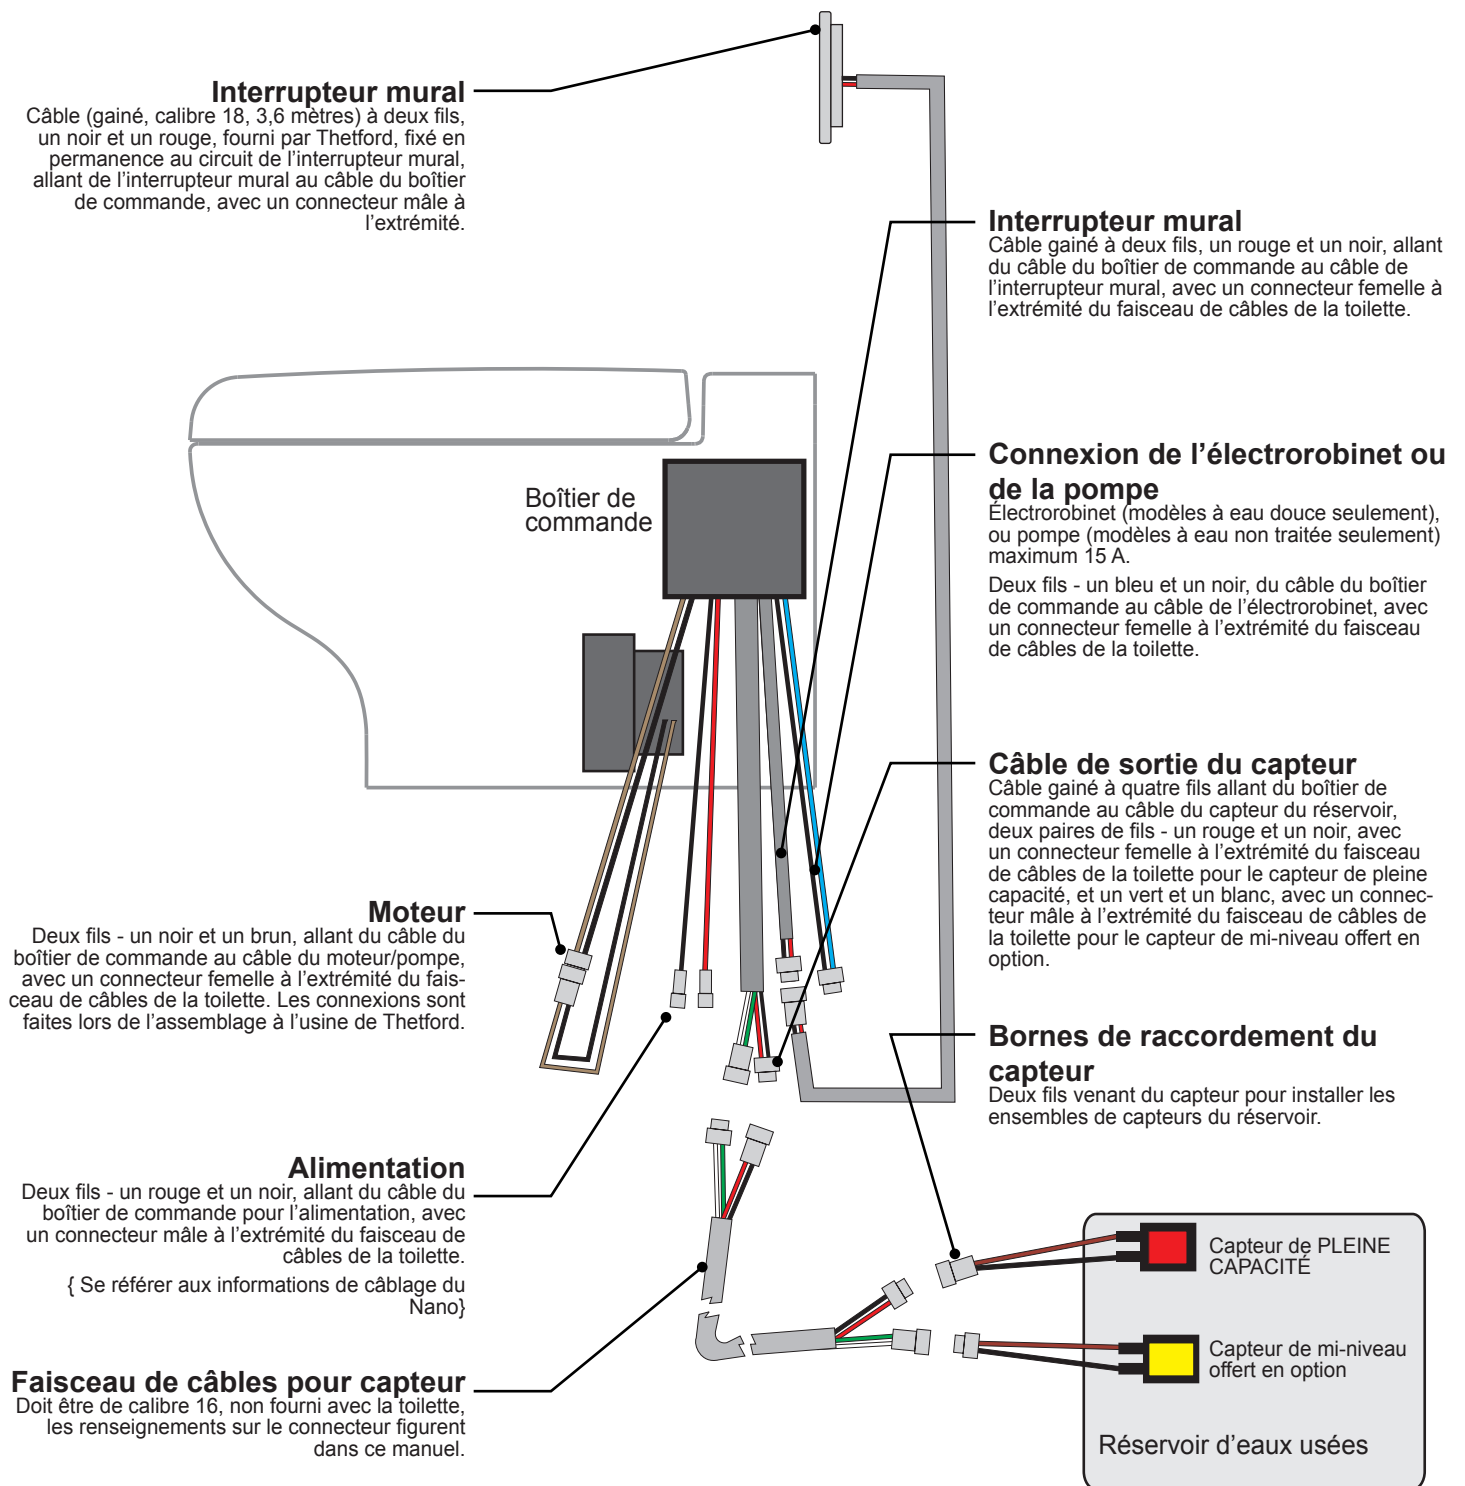 Interrupteur mural
Câble (gainé, calibre 18, 3,6 mètres) à deux fils,
un noir et un rouge, fourni par Thetford, fixé en
permanence au circuit de l’interrupteur mural,
allant de l’interrupteur mural au câble du boîtier
de commande, avec un connecteur mâle à
l’extrémité.
Interrupteur mural
Câble gainé à deux fils, un rouge et un noir, allant
du câble du boîtier de commande au câble de
l’interrupteur mural, avec un connecteur femelle à
l’extrémité du faisceau de câbles de la toilette.
Boîtier de
commande
Connexion de l’électrorobinet ou
de la pompe
Électrorobinet (modèles à eau douce seulement),
ou pompe (modèles à eau non traitée seulement)
maximum 15 A.
Deux fils - un bleu et un noir, du câble du boîtier
de commande au câble de l’électrorobinet, avec
un connecteur femelle à l’extrémité du faisceau
de câbles de la toilette.
Câble de sortie du capteur
Câble gainé à quatre fils allant du boîtier de
commande au câble du capteur du réservoir,
deux paires de fils - un rouge et un noir, avec
un connecteur femelle à l’extrémité du faisceau
de câbles de la toilette pour le capteur de pleine
capacité, et un vert et un blanc, avec un connec-
teur mâle à l’extrémité du faisceau de câbles de
la toilette pour le capteur de mi-niveau offert en
option.
Moteur
Deux fils - un noir et un brun, allant du câble du
boîtier de commande au câble du moteur/pompe,
avec un connecteur femelle à l’extrémité du fais-
ceau de câbles de la toilette. Les connexions sont
faites lors de l’assemblage à l’usine de Thetford.
Bornes de raccordement du
capteur
Deux fils venant du capteur pour installer les
ensembles de capteurs du réservoir.
Alimentation
Deux fils - un rouge et un noir, allant du câble du
boîtier de commande pour l’alimentation, avec
un connecteur mâle à l’extrémité du faisceau de
câbles de la toilette.
{ Se référer aux informations de câblage du
Nano}
Capteur de PLEINE
CAPACITÉ
Capteur de mi-niveau
offert en option
Réservoir d’eaux usées
Faisceau de câbles pour capteur
Doit être de calibre 16, non fourni avec la toilette,
les renseignements sur le connecteur figurent
dans ce manuel.